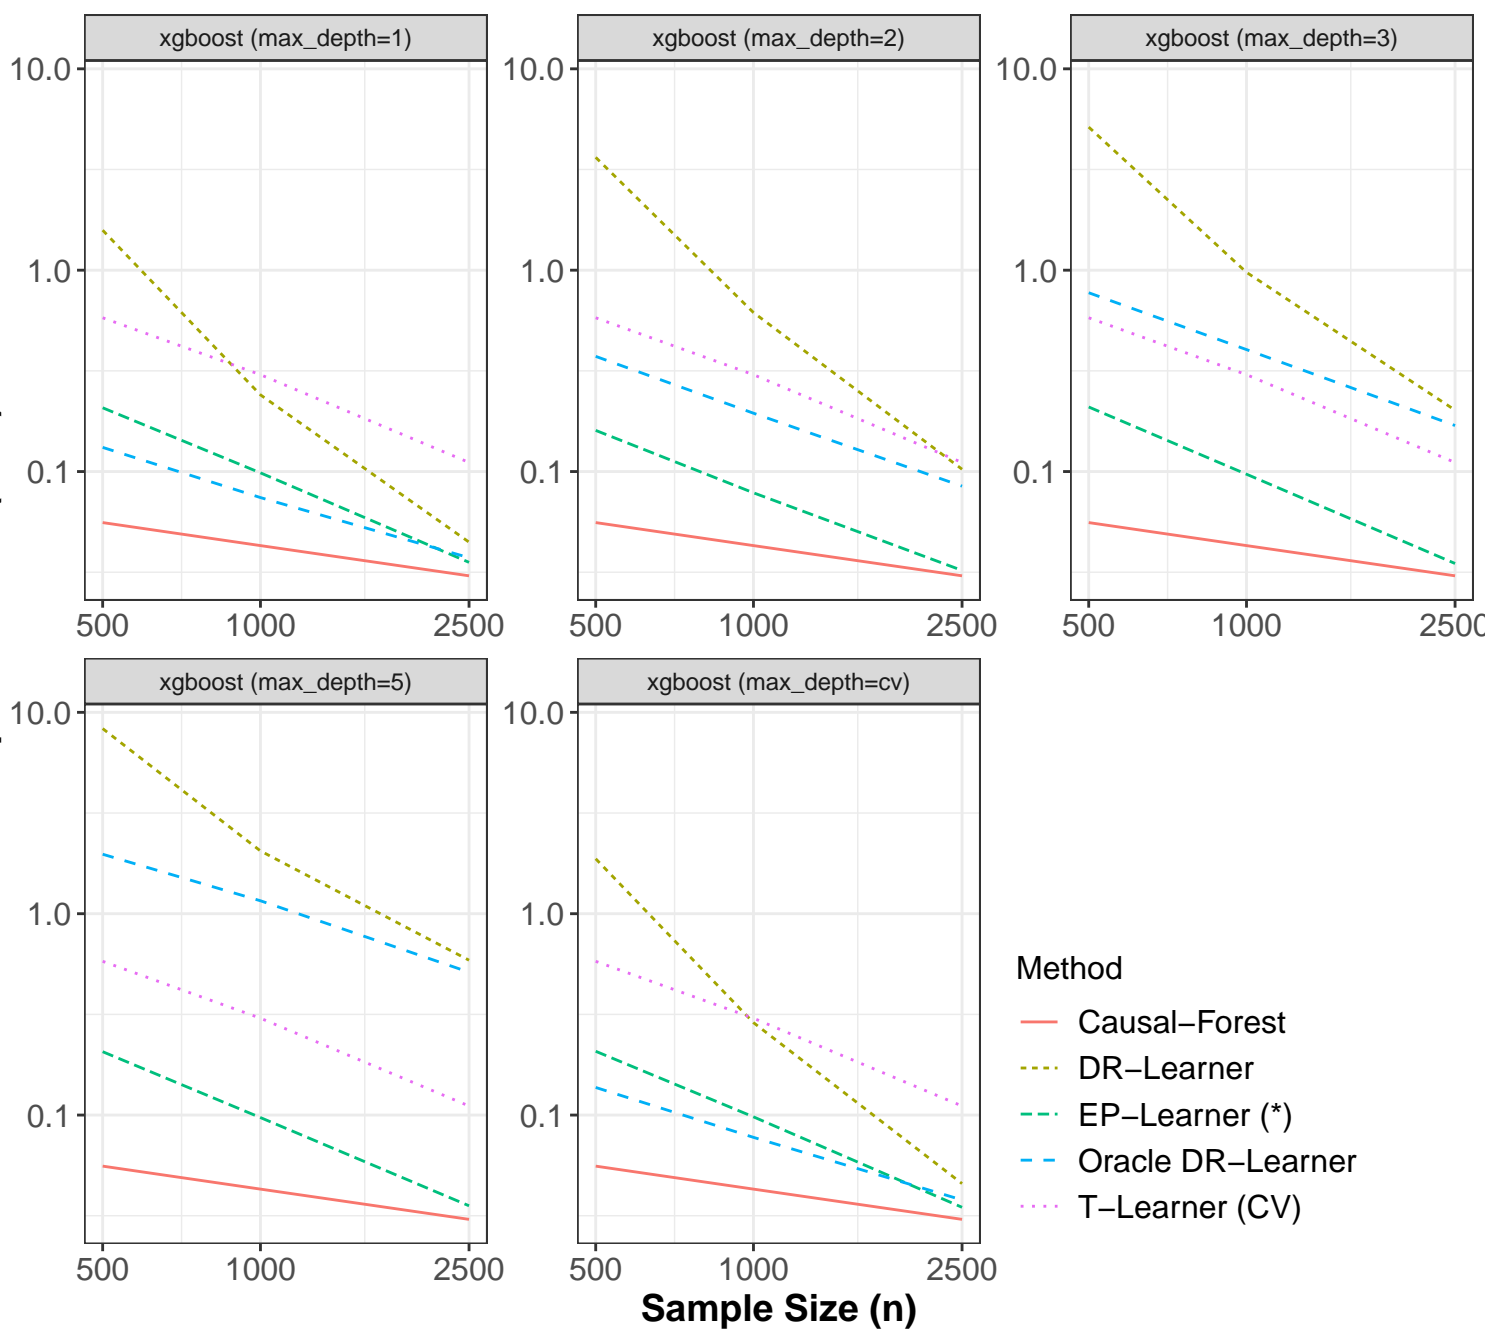 xgboost (max_depth=1)
xgboost (max_depth=2)
xgboost (max_depth=3)
10.0
1.0
0.1
500
1000
2500
10.0
1.0
0.1
500
1000
2500
10.0
1.0
0.1
500
1000
2500
xgboost (max_depth=5)
xgboost (max_depth=cv)
10.0
1.0
0.1
500
1000
2500
10.0
1.0
0.1
500
1000
2500
Sample Size (n)
Method
Causal−Forest
DR−Learner
EP−Learner (*)
Oracle DR−Learner
T−Learner (CV)